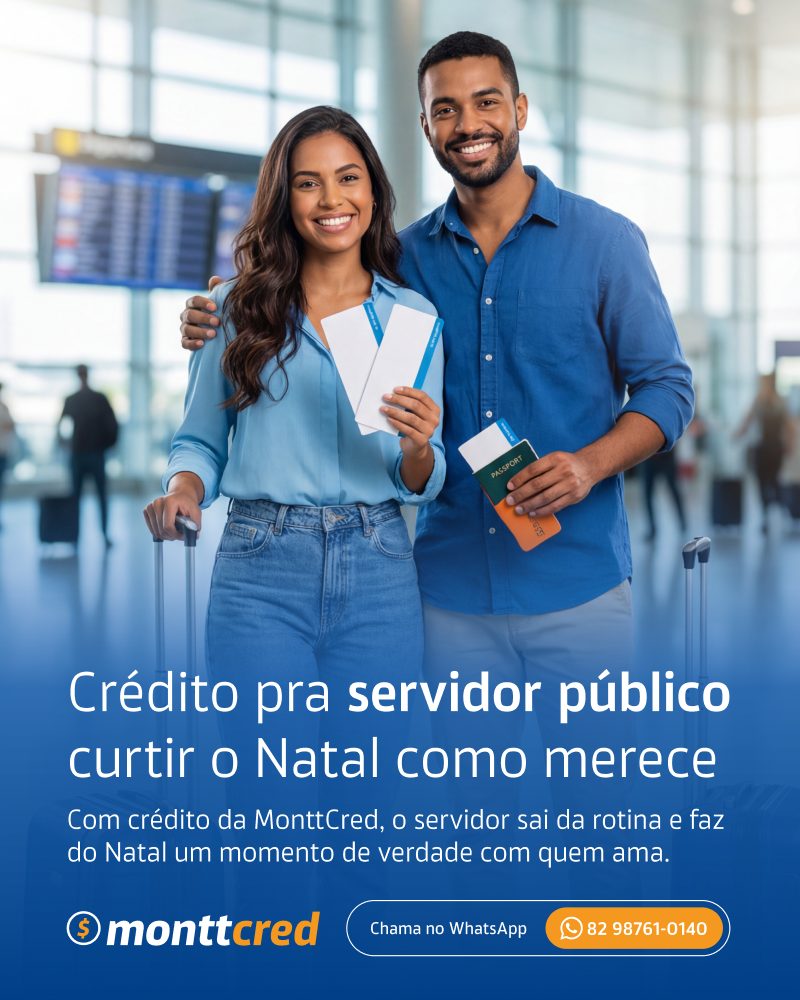 PASSPORT
Crédito pra servidor público
curtir o Natal como merece
Com crédito da MonttCred, o servidor sai da rotina e faz
do Natal um momento de verdade com quem ama.
$ monttcred
Chama no WhatsApp
82 98761-0140